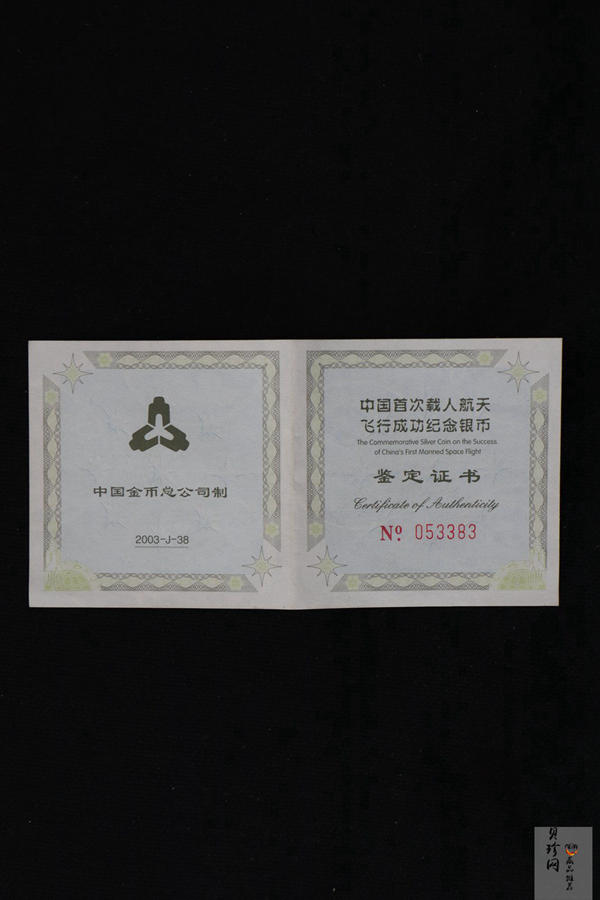 中国金币总公司制
2003-J-38
中国首次载人航天
飞行成功纪念银币
The Commemorative Silver Coin on the Success
of China's First Manned Space Flight
鉴定证书
Certificate of Authenticity
Nº 053383
贝珍网